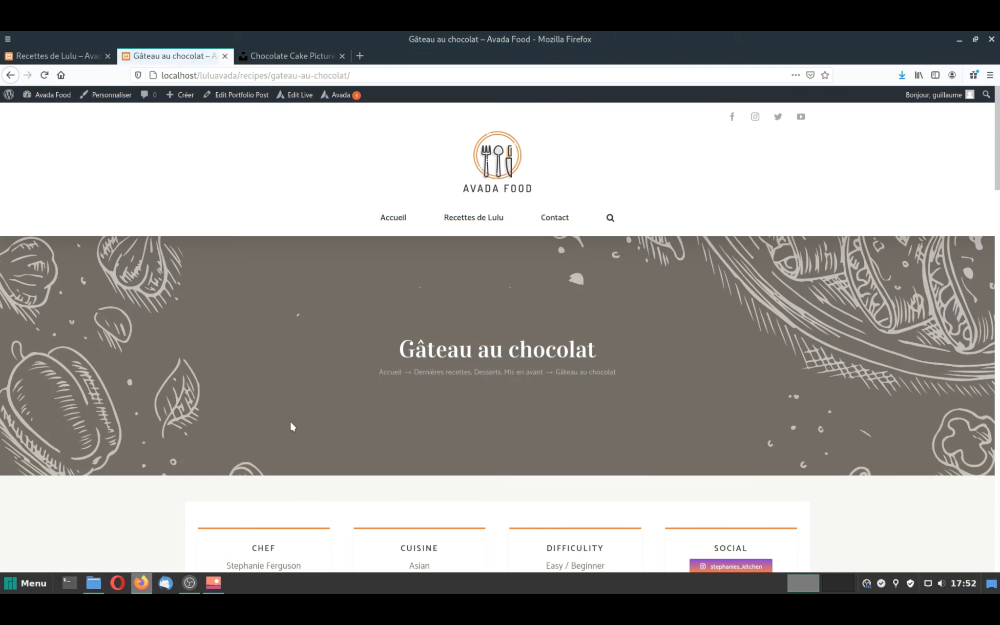 Gâteau au chocolat – Avada Food - Mozilla Firefox
Recettes de Lulu – Avad
Gâteau au chocolat – A
Chocolate Cake Picture
localhost/luluavada/recipes/gateau-au-chocolat/
Avada Food Personnaliser 0 Créer Edit Portfolio Post Edit Live Avada 3 Bonjour, guillaume
AVADA FOOD
Accueil Recettes de Lulu Contact
Gâteau au chocolat
Accueil → Dernières recettes, Desserts, Mis en avant → Gâteau au chocolat
CHEF CUISINE DIFFICULITY SOCIAL
Stephanie Ferguson Asian Easy / Beginner stephanies_kitchen
Menu 17:52